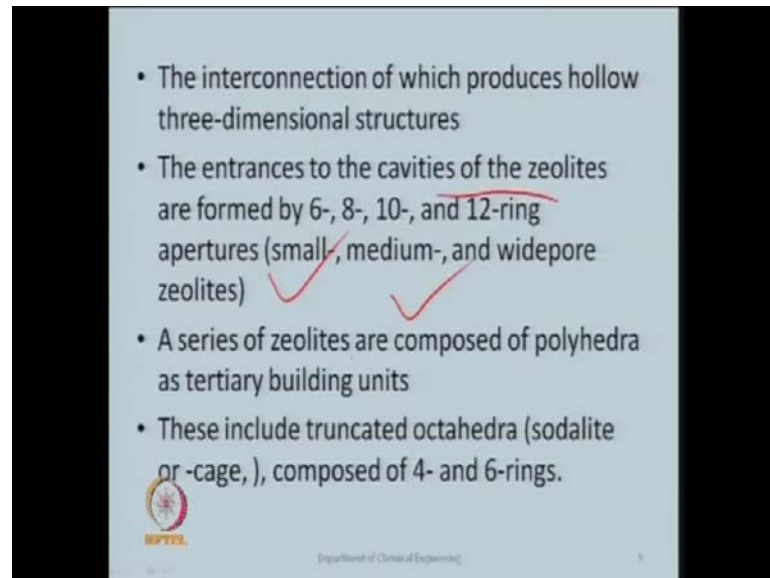 • The interconnection of which produces hollow
three-dimensional structures
• The entrances to the cavities of the zeolites
are formed by 6-, 8-, 10-, and 12-ring
apertures (small-, medium-, and widepore
zeolites)
• A series of zeolites are composed of polyhedra
as tertiary building units
• These include truncated octahedra (sodalite
or -cage, ), composed of 4- and 6-rings.
NPTEL
Department of Chemical Engineering